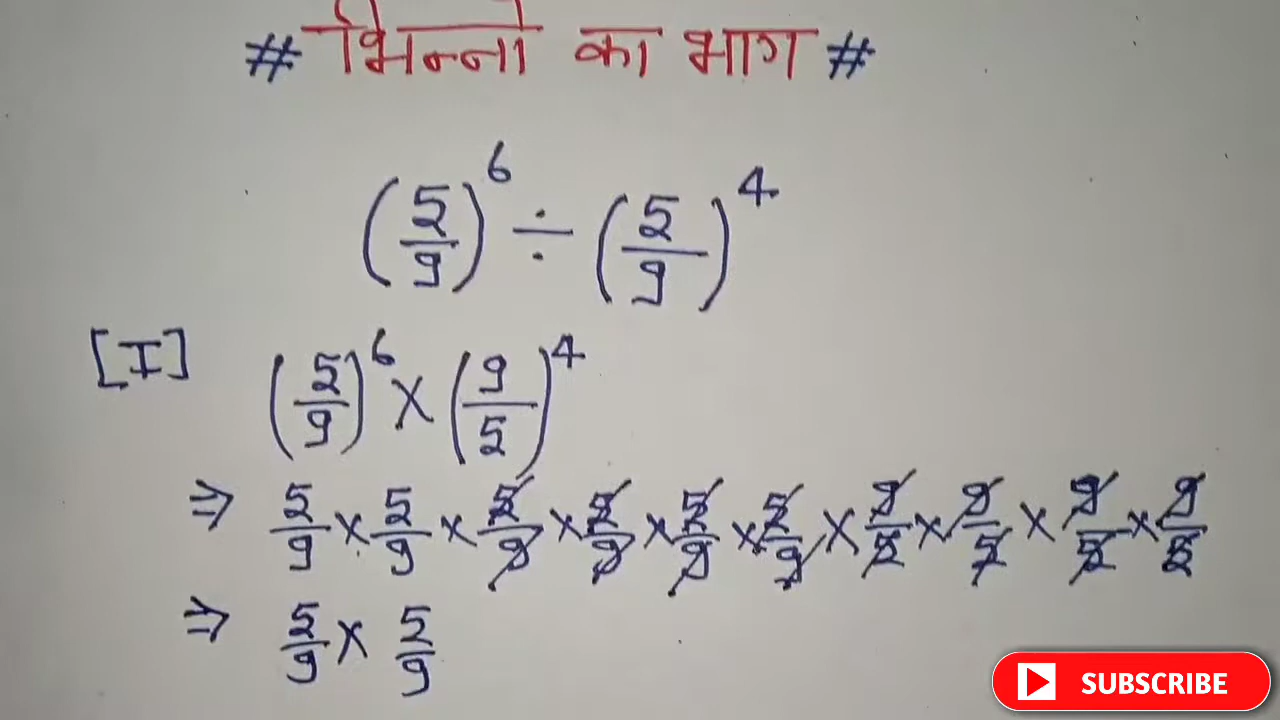 # भिन्नो का भाग #
(5/9)^6 ÷ (5/9)^4
[I] (5/9)^6 × (9/5)^4
⇒ 5/9 × 5/9 × 5/9 × 5/9 × 5/9 × 5/9 × 9/5 × 9/5 × 9/5 × 9/5
⇒ 5/9 × 5/9
SUBSCRIBE